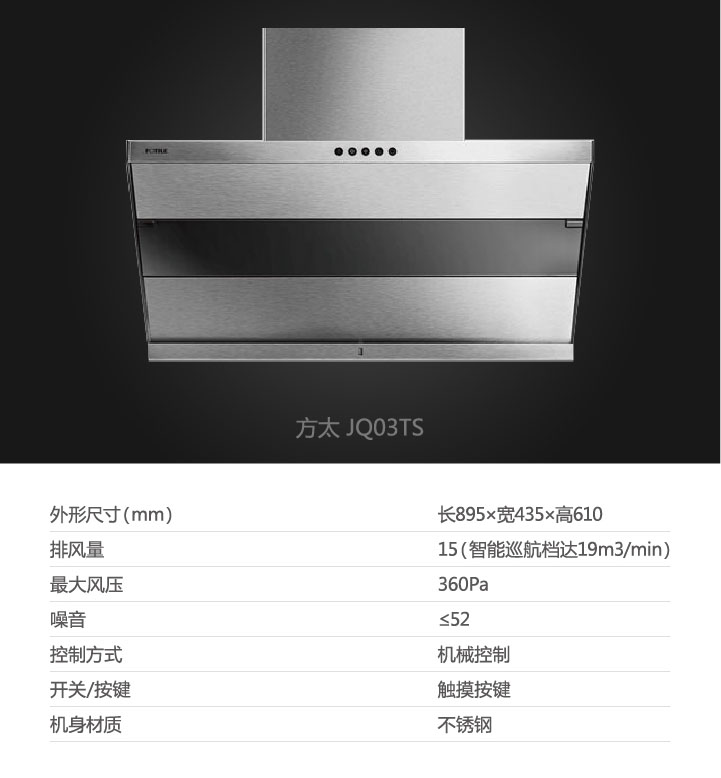 FOTILE
方太 JQ03TS
外形尺寸(mm) 长895×宽435×高610
排风量 15(智能巡航档达19m3/min)
最大风压 360Pa
噪音 ≤52
控制方式 机械控制
开关/按键 触摸按键
机身材质 不锈钢